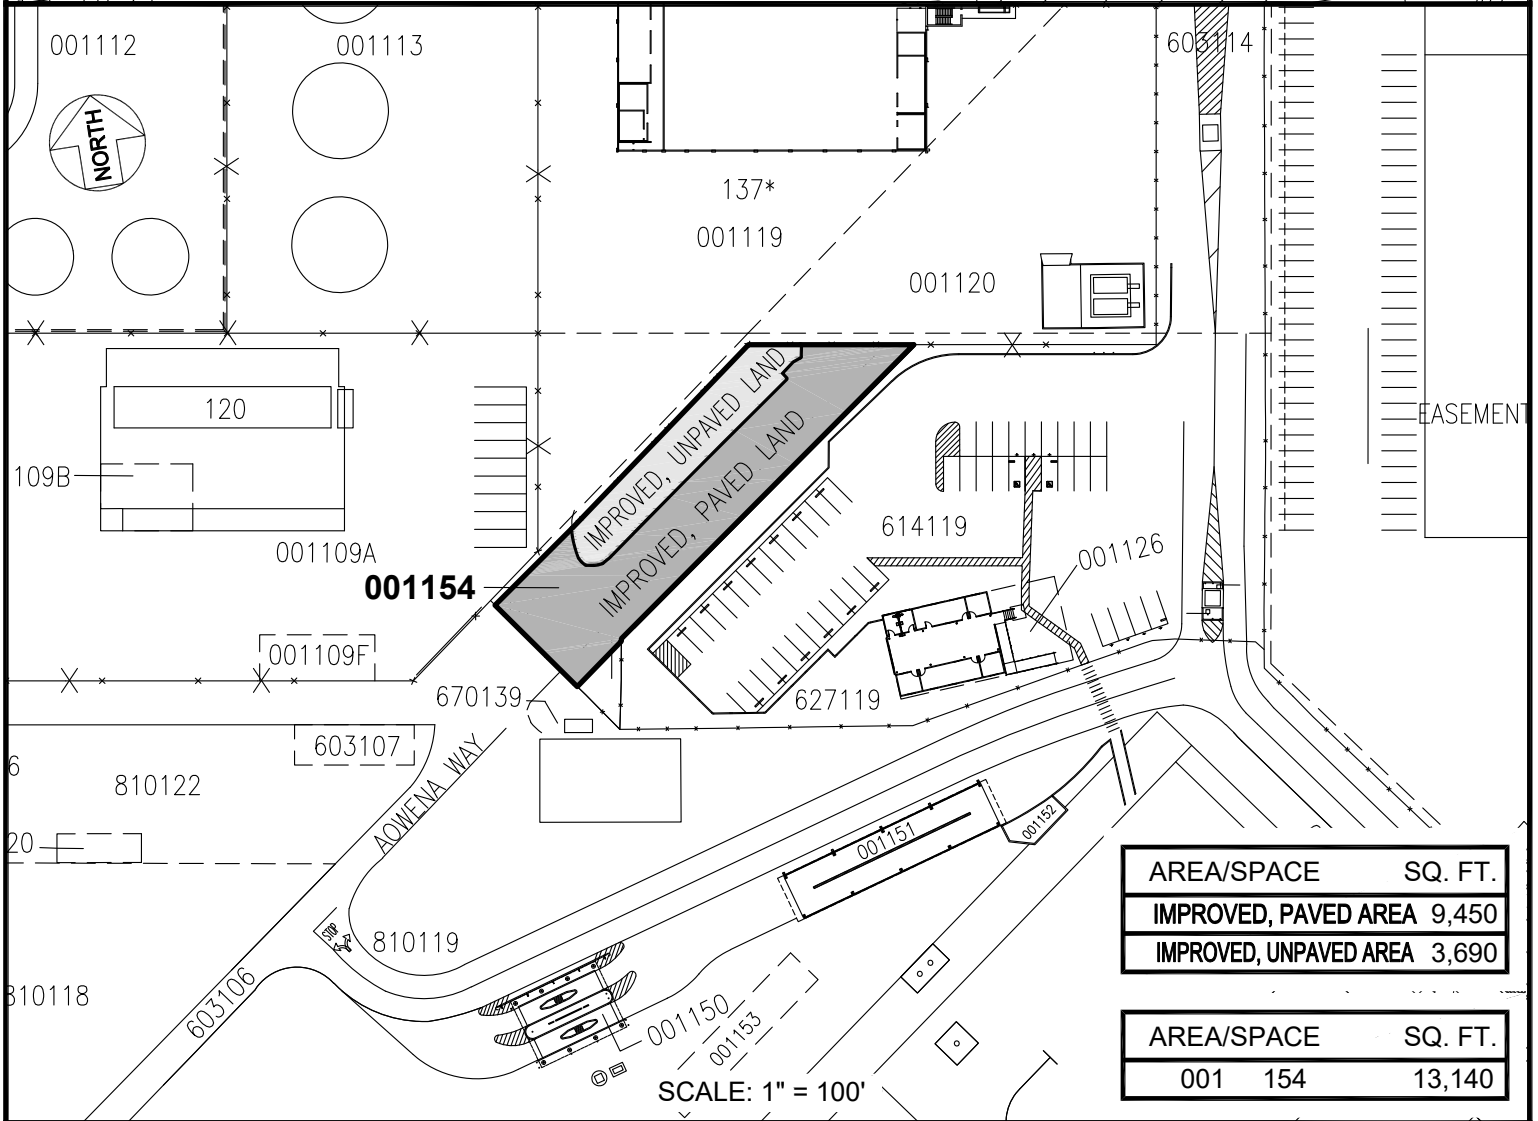 001112
001113
603114
NORTH
137*
001119
001120
120
EASEMENT
109B
IMPROVED, UNPAVED LAND
IMPROVED, PAVED LAND
614119
001109A
001126
001154
001109F
670139
627119
603107
6
810122
AOWENA WAY
20
001151
001152
STOP
810119
810118
603106
001150
001153
SCALE: 1" = 100'
AREA/SPACE SQ. FT.
IMPROVED, PAVED AREA 9,450
IMPROVED, UNPAVED AREA 3,690
AREA/SPACE SQ. FT.
001 154 13,140